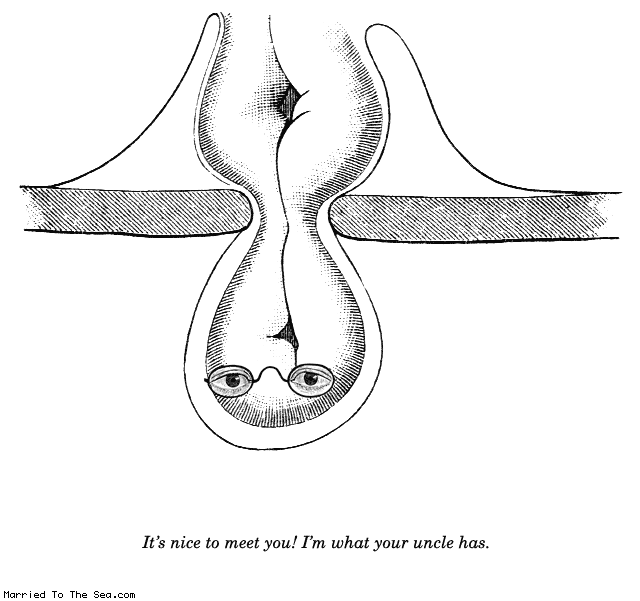 It's nice to meet you! I'm what your uncle has.
Married To The Sea.com